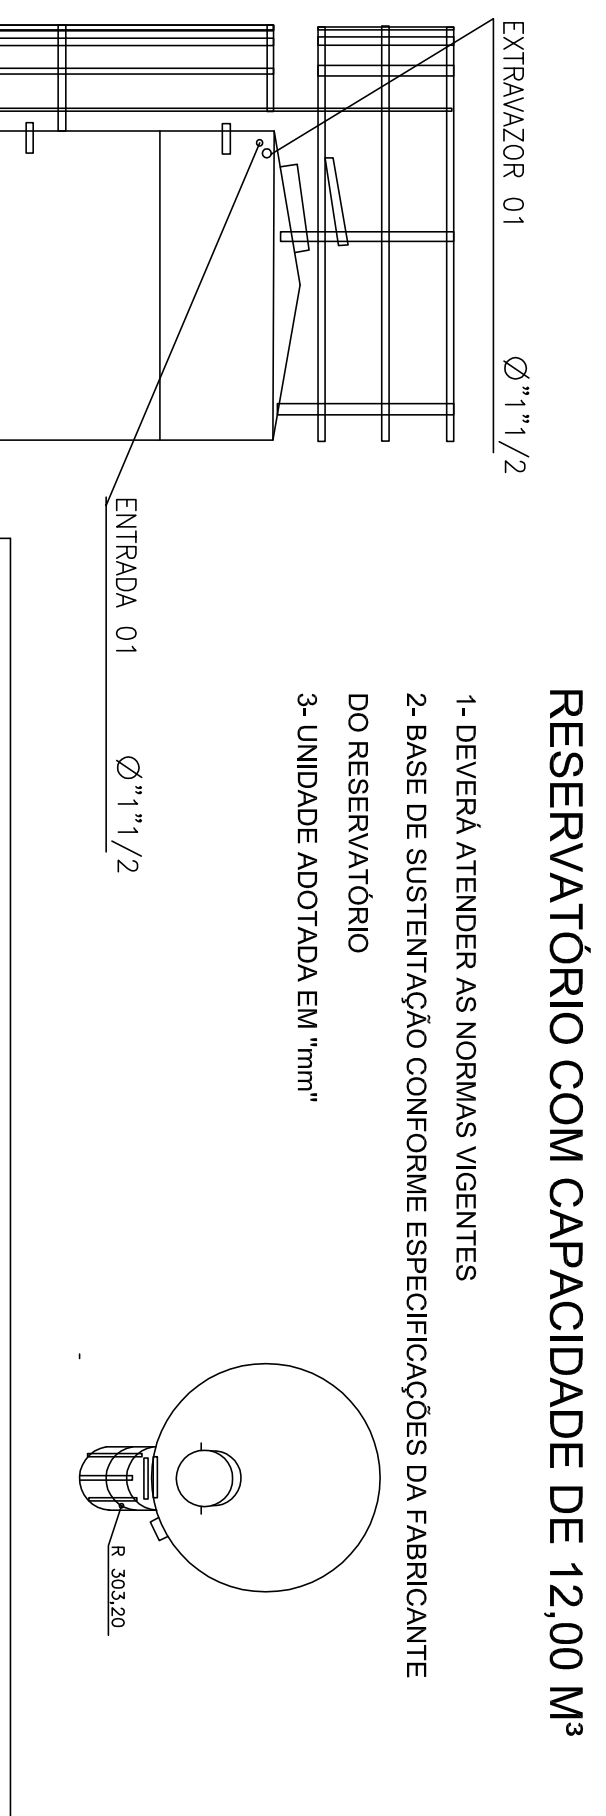 RESERVATÓRIO COM CAPACIDADE DE 12,00 M³
EXTRAVAZOR 01 Ø"1"1/2
1- DEVERÁ ATENDER AS NORMAS VIGENTES
2- BASE DE SUSTENTAÇÃO CONFORME ESPECIFICAÇÕES DA FABRICANTE
DO RESERVATÓRIO
3- UNIDADE ADOTADA EM "mm"
ENTRADA 01 Ø"1"1/2
R 303,20